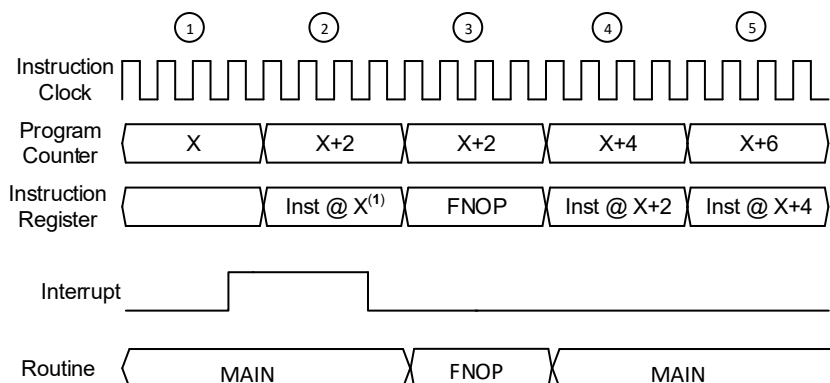 1 2 3 4 5
Instruction
Clock
Program
Counter
X X+2 X+2 X+4 X+6
Instruction
Register
Inst @ X(1) FNOP Inst @ X+2 Inst @ X+4
Interrupt
Routine MAIN FNOP MAIN